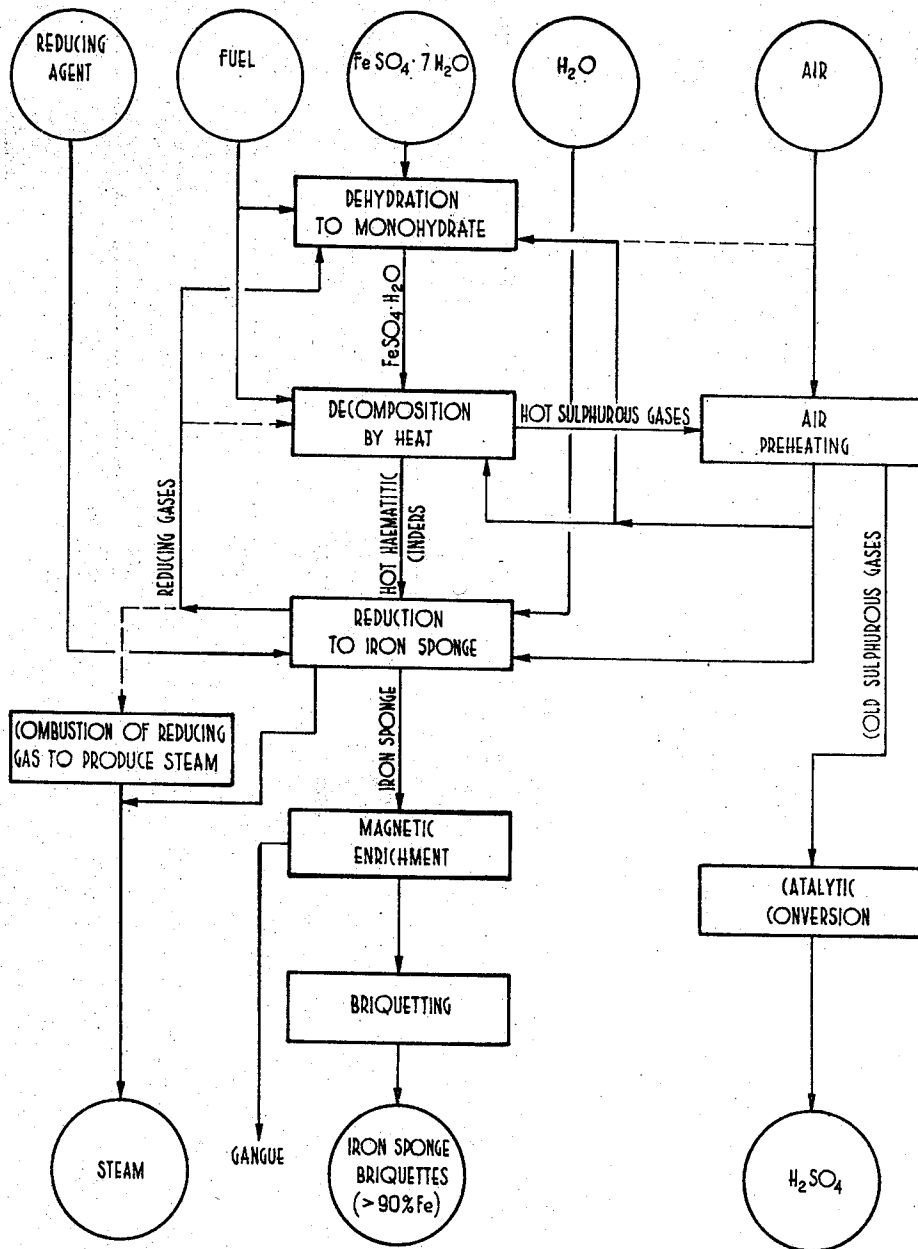 REDUCING
AGENT
FUEL
FeSO4·7H2O
H2O
AIR
DEHYDRATION
TO MONOHYDRATE
FeSO4·H2O
DECOMPOSITION
BY HEAT
HOT SULPHUROUS GASES
AIR
PREHEATING
REDUCING GASES
HOT HAEMATITIC
CINDERS
COLD SULPHUROUS GASES
REDUCTION
TO IRON SPONGE
COMBUSTION OF REDUCING
GAS TO PRODUCE STEAM
IRON SPONGE
MAGNETIC
ENRICHMENT
CATALYTIC
CONVERSION
BRIQUETTING
STEAM
GANGUE
IRON SPONGE
BRIQUETTES
(>90%Fe)
H2SO4